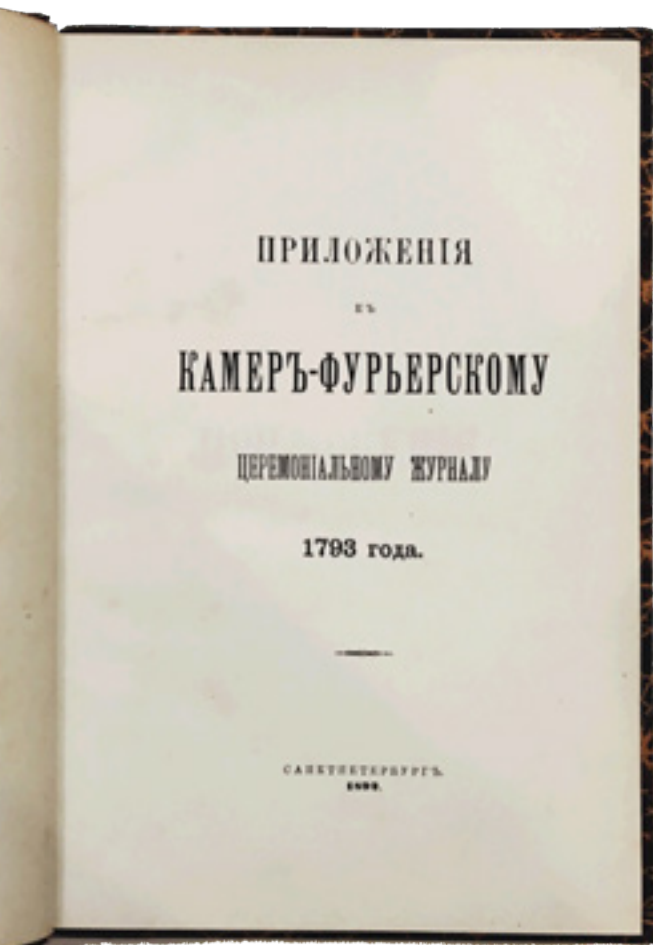 ПРИЛОЖЕНІЯ
КЪ
КАМЕРЪ-ФУРЬЕРСКОМУ
ЦЕРЕМОНІАЛЬНОМУ ЖУРНАЛУ
1793 года.
САНКТПЕТЕРБУРГЪ.